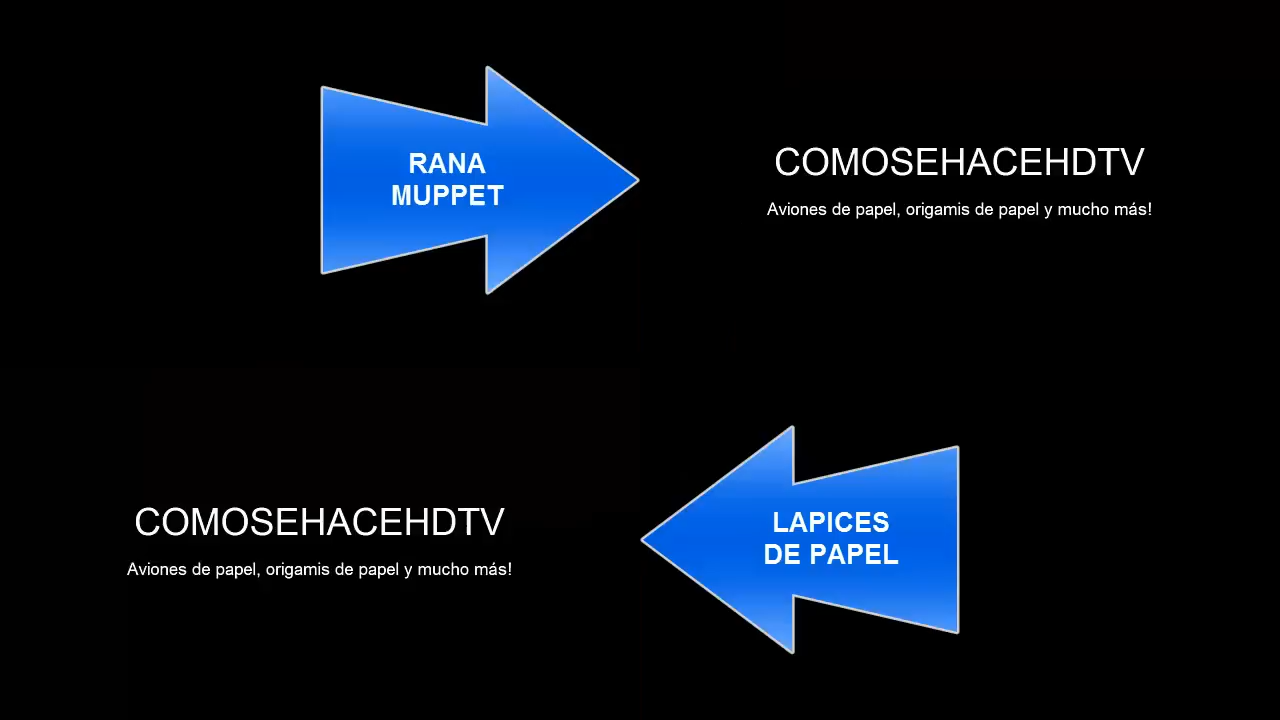 RANA
MUPPET
COMOSEHACEHDTV
Aviones de papel, origamis de papel y mucho más!
COMOSEHACEHDTV
Aviones de papel, origamis de papel y mucho más!
LAPICES
DE PAPEL